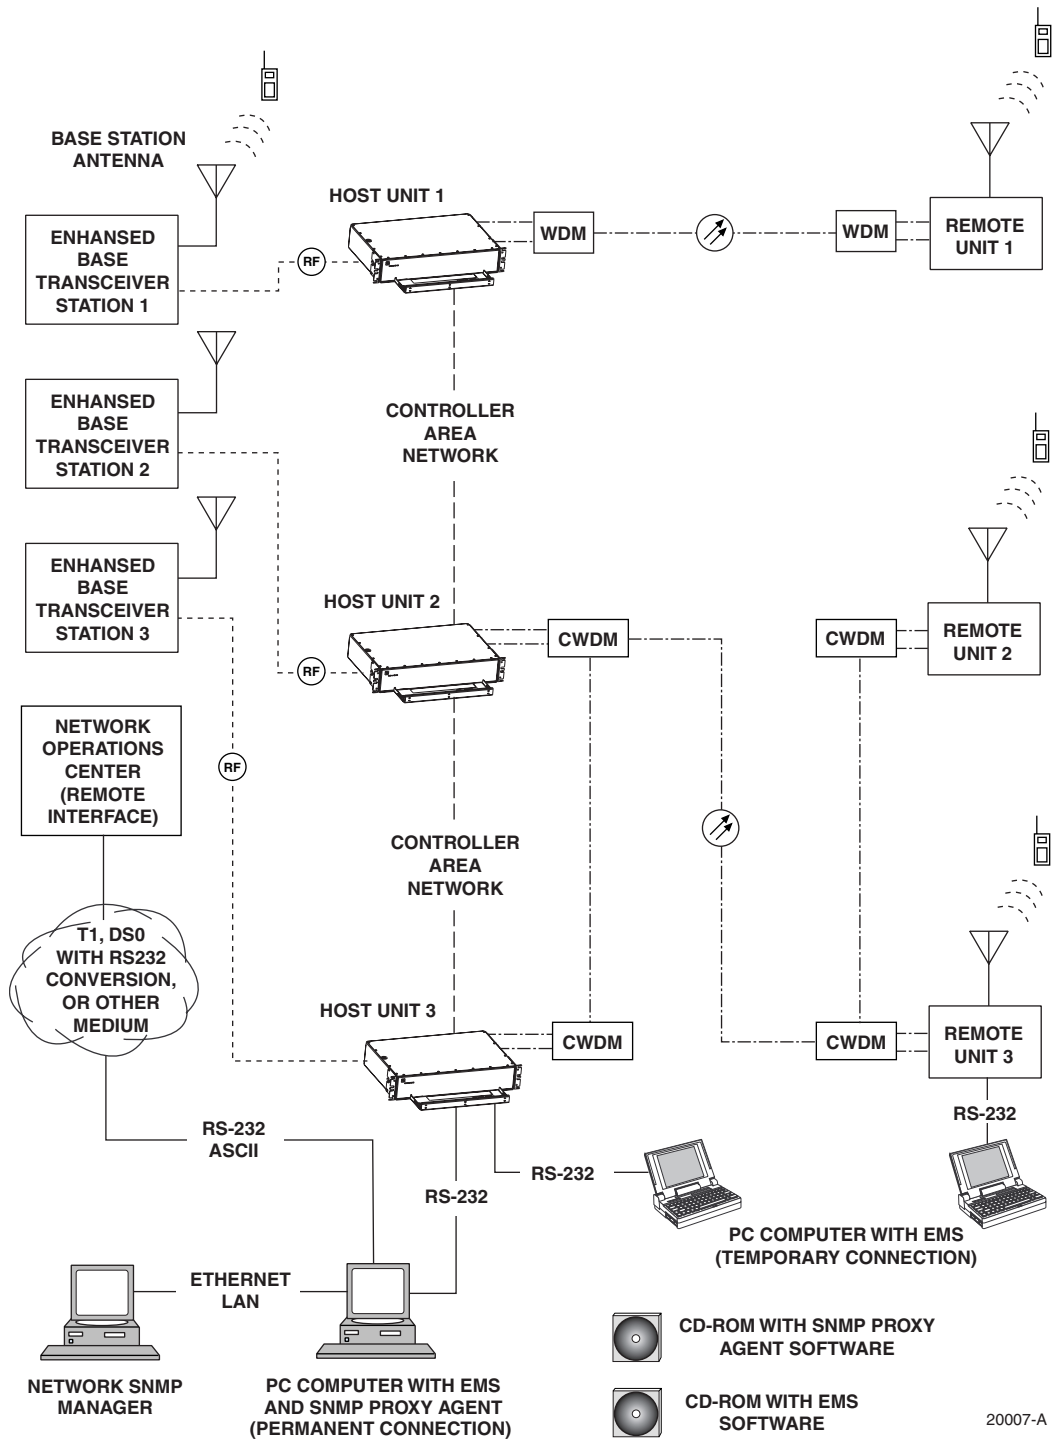 BASE STATION
ANTENNA
HOST UNIT 1
ENHANSED
BASE
TRANSCEIVER
STATION 1
RF
WDM
WDM
REMOTE
UNIT 1
ENHANSED
BASE
TRANSCEIVER
STATION 2
CONTROLLER
AREA
NETWORK
ENHANSED
BASE
TRANSCEIVER
STATION 3
HOST UNIT 2
RF
CWDM
CWDM
REMOTE
UNIT 2
NETWORK
OPERATIONS
CENTER
(REMOTE
INTERFACE)
RF
CONTROLLER
AREA
NETWORK
T1, DS0
WITH RS232
CONVERSION,
OR OTHER
MEDIUM
HOST UNIT 3
CWDM
CWDM
REMOTE
UNIT 3
RS-232
RS-232
ASCII
RS-232
RS-232
PC COMPUTER WITH EMS
(TEMPORARY CONNECTION)
ETHERNET
LAN
NETWORK SNMP
MANAGER
PC COMPUTER WITH EMS
AND SNMP PROXY AGENT
(PERMANENT CONNECTION)
CD-ROM WITH SNMP PROXY
AGENT SOFTWARE
CD-ROM WITH EMS
SOFTWARE
20007-A